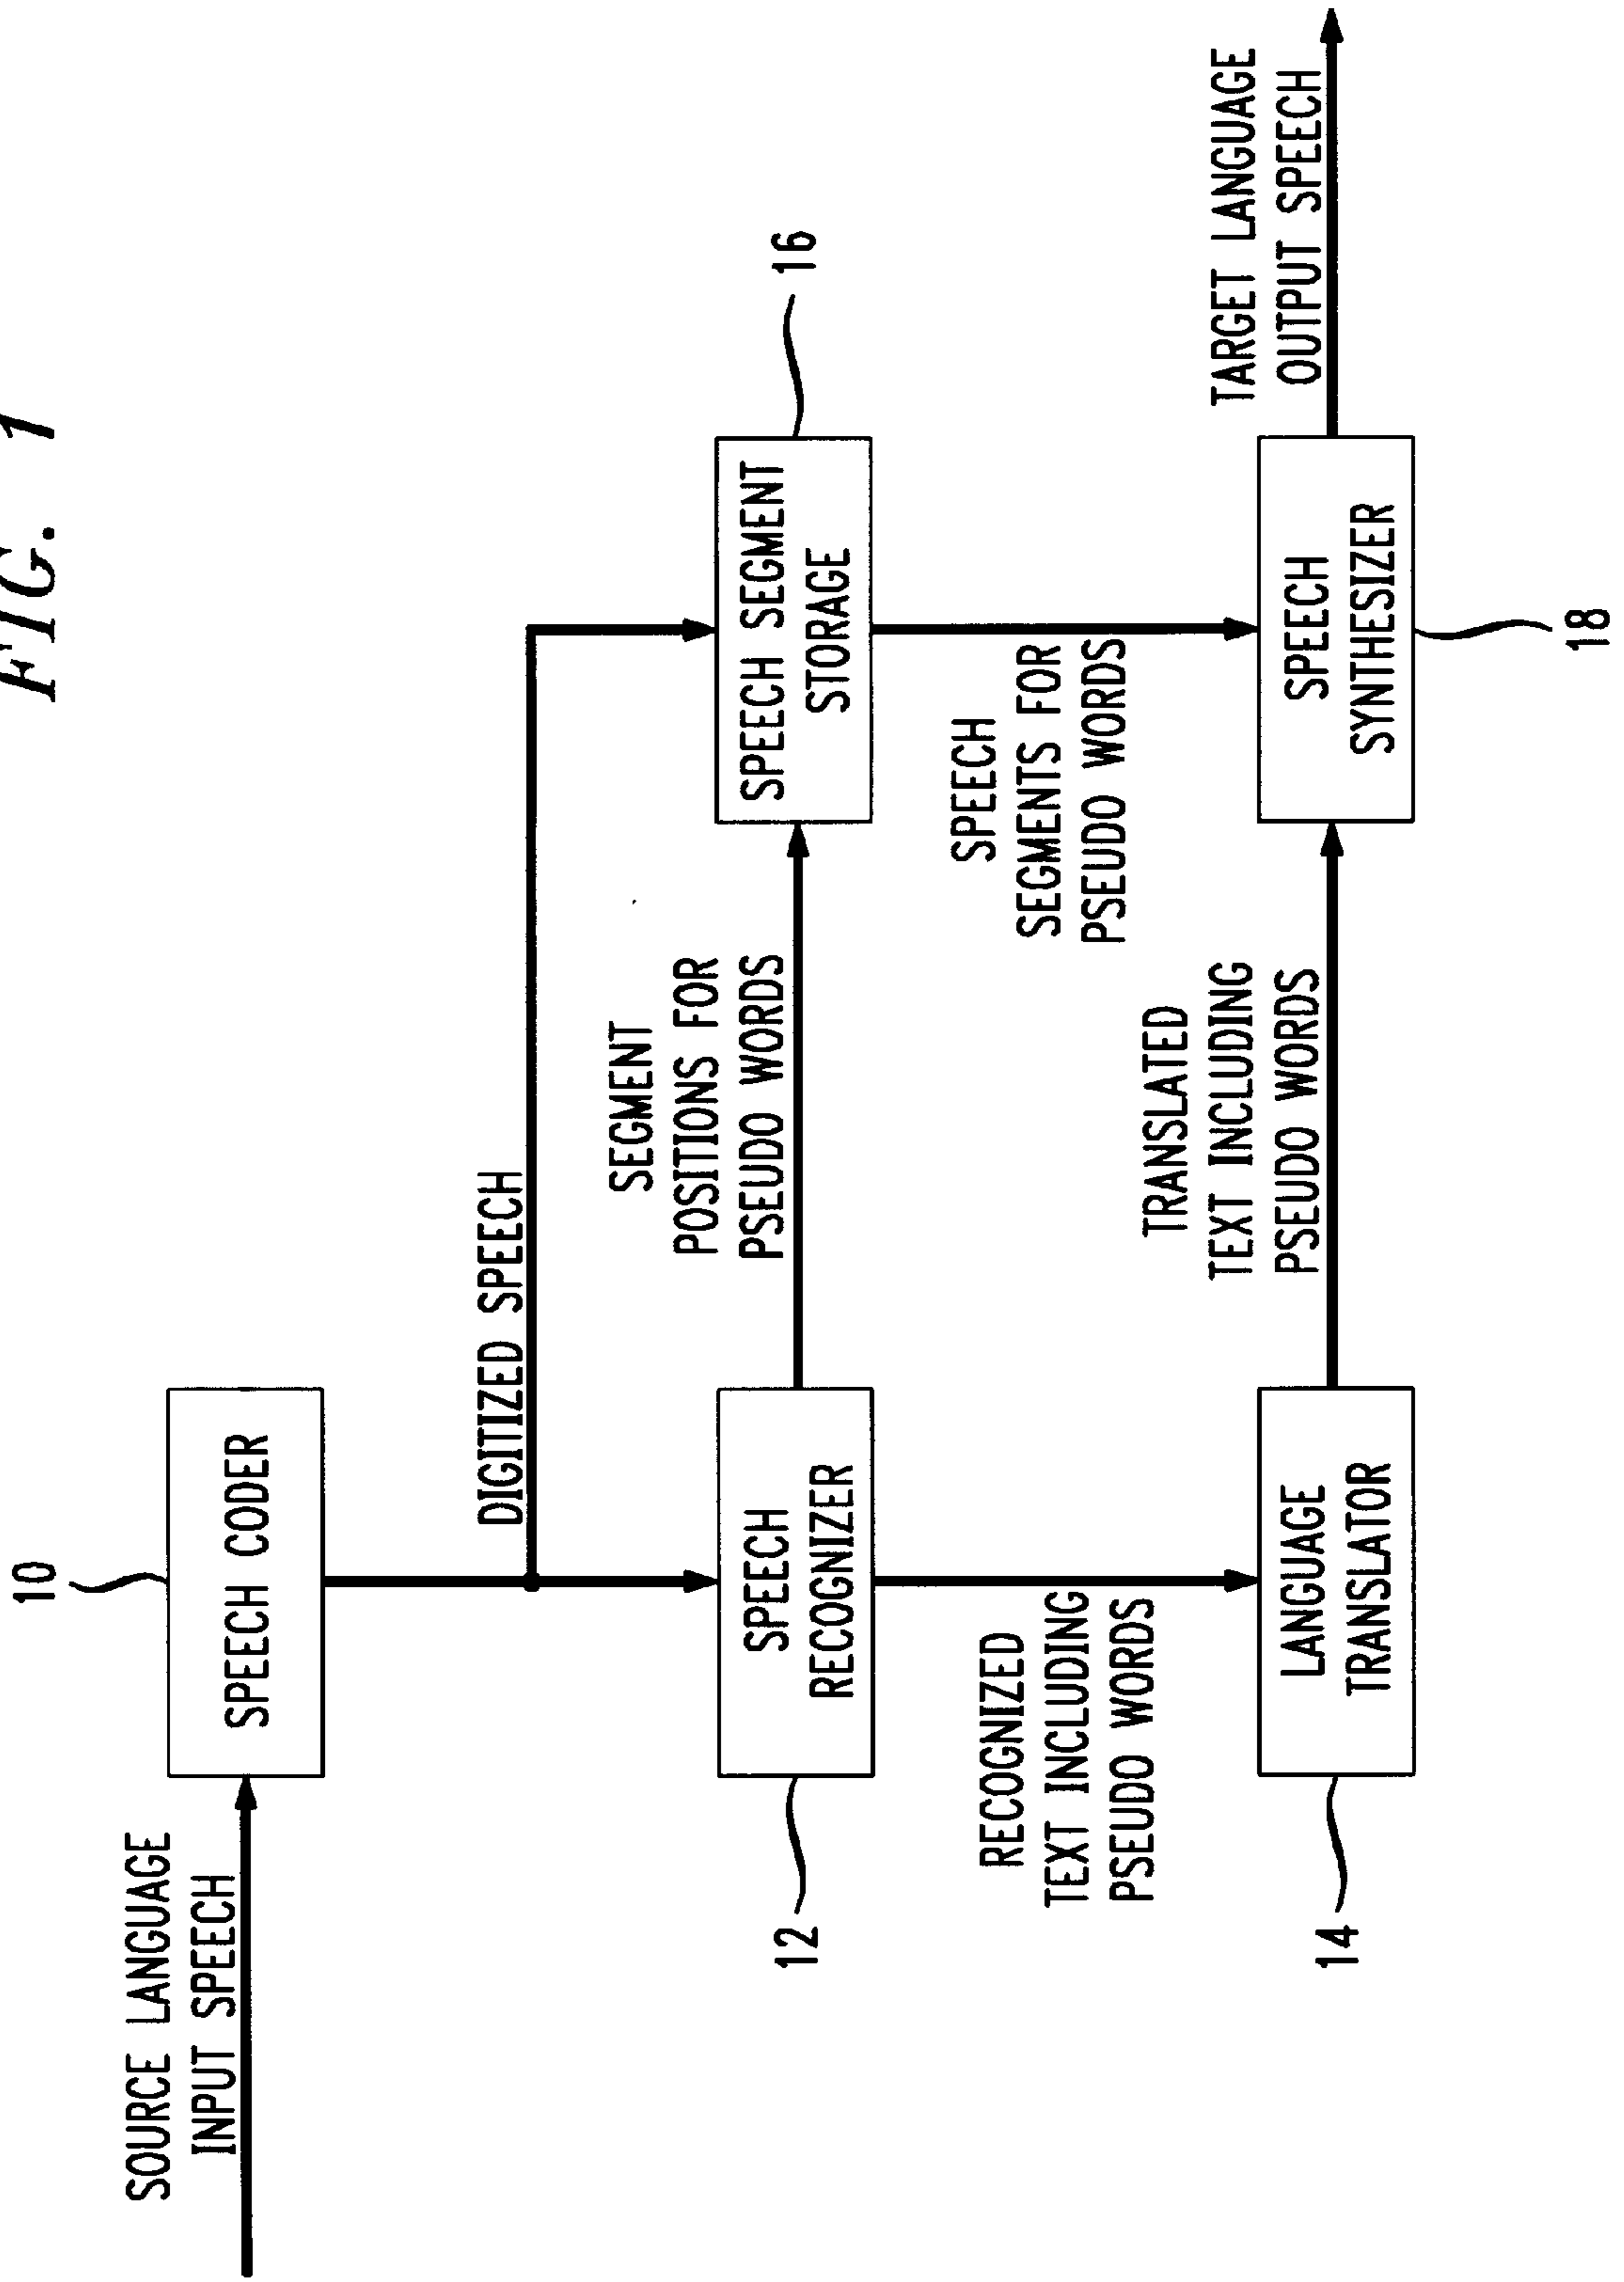 FIG. 1
10
SOURCE LANGUAGE
INPUT SPEECH
SPEECH CODER
DIGITIZED SPEECH
SEGMENT
POSITIONS FOR
PSEUDO WORDS
12
SPEECH
RECOGNIZER
SPEECH SEGMENT
STORAGE
16
RECOGNIZED
TEXT INCLUDING
PSEUDO WORDS
SPEECH
SEGMENTS FOR
PSEUDO WORDS
TRANSLATED
TEXT INCLUDING
PSEUDO WORDS
TARGET LANGUAGE
OUTPUT SPEECH
14
LANGUAGE
TRANSLATOR
SPEECH
SYNTHESIZER
18